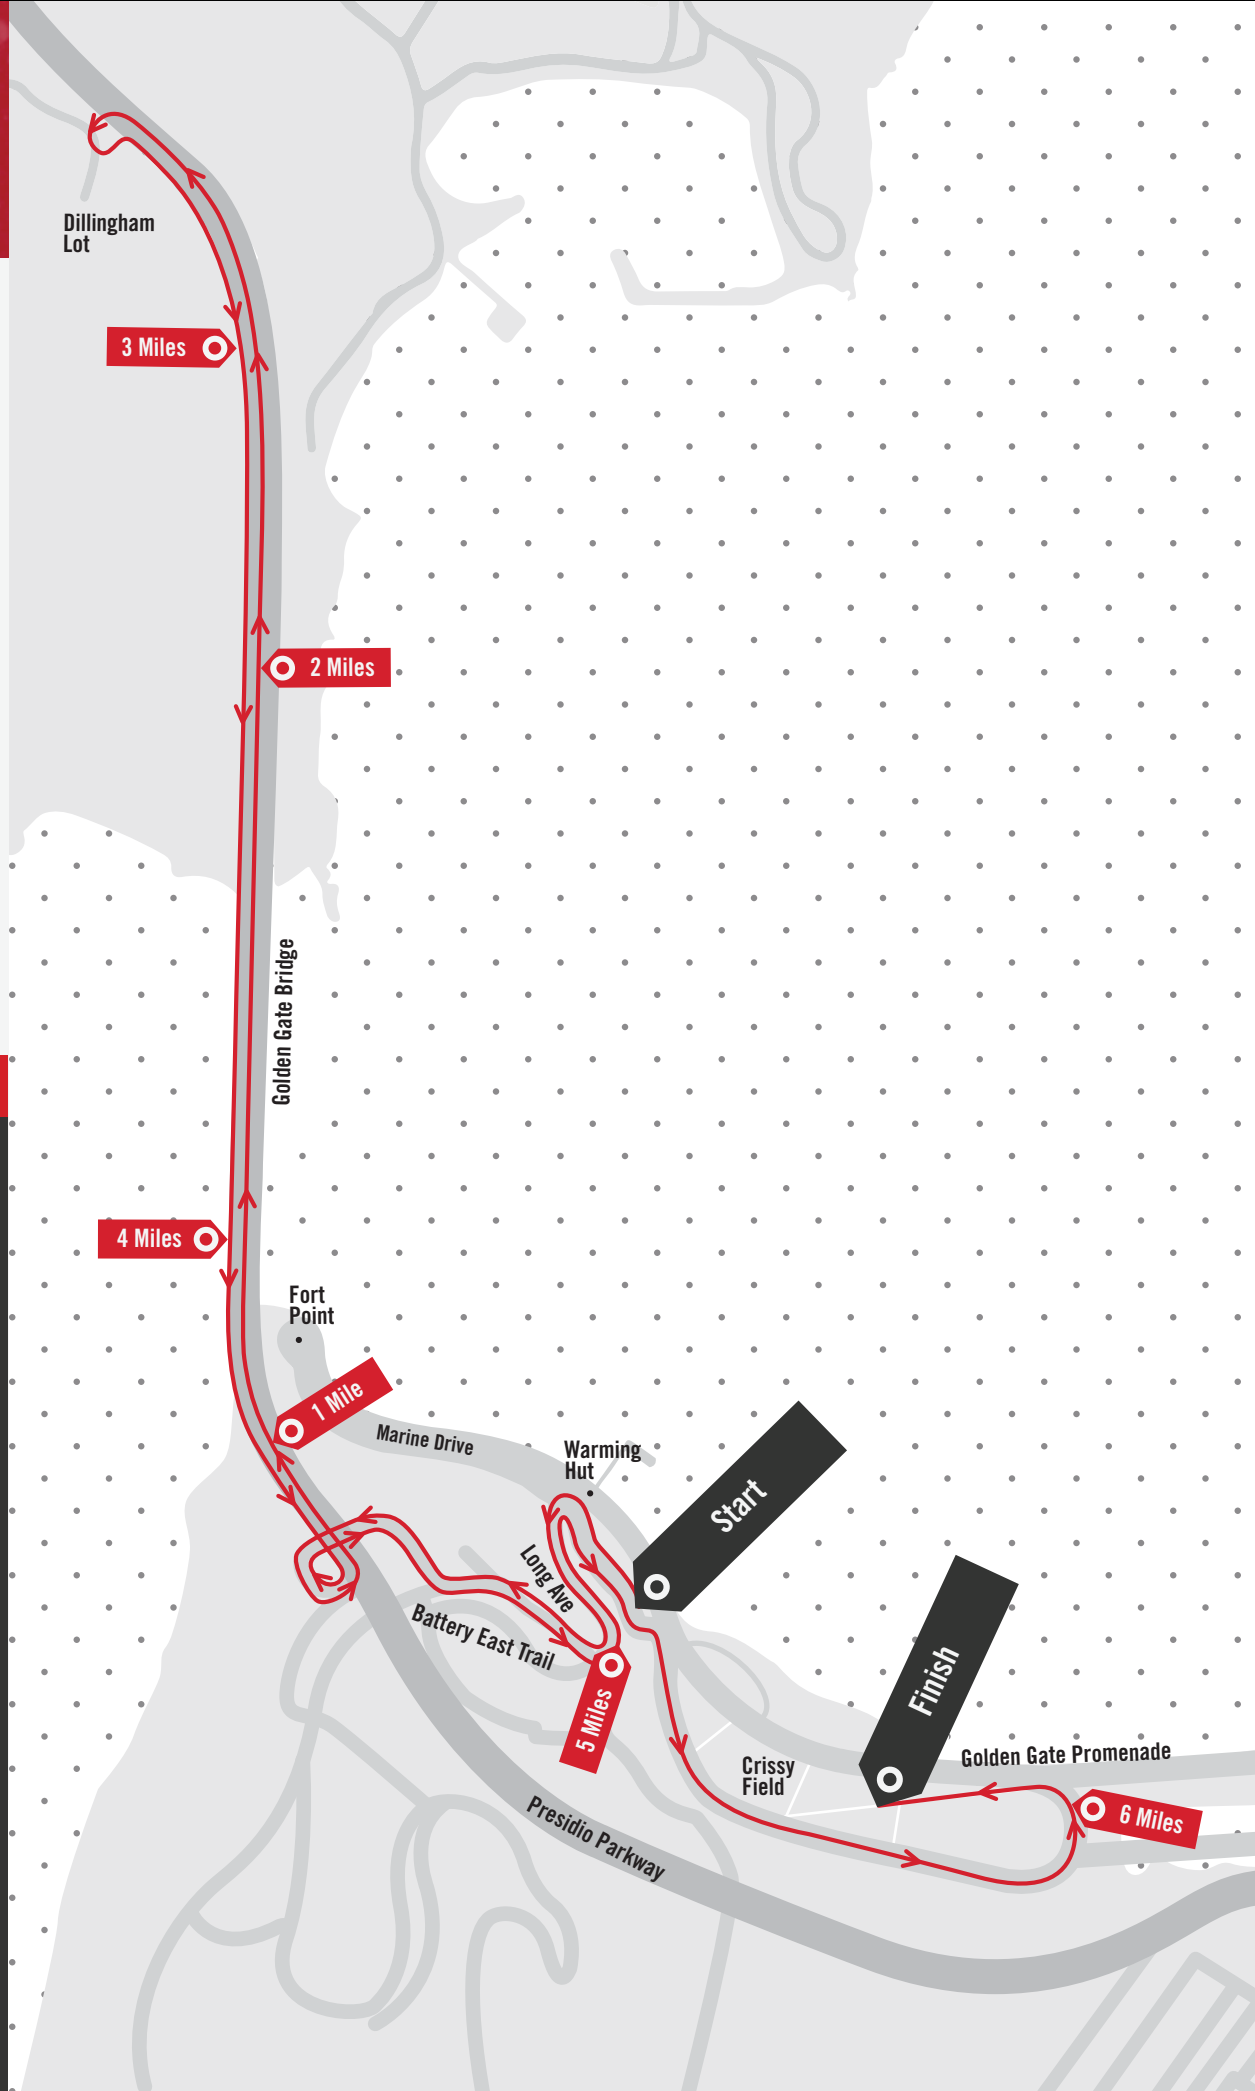 Dillingham
Lot
3 Miles
2 Miles
Golden Gate Bridge
4 Miles
Fort
Point
1 Mile
Marine Drive
Warming
Hut
Start
Long Ave
Battery East Trail
5 Miles
Finish
Golden Gate Promenade
Crissy
Field
6 Miles
Presidio Parkway